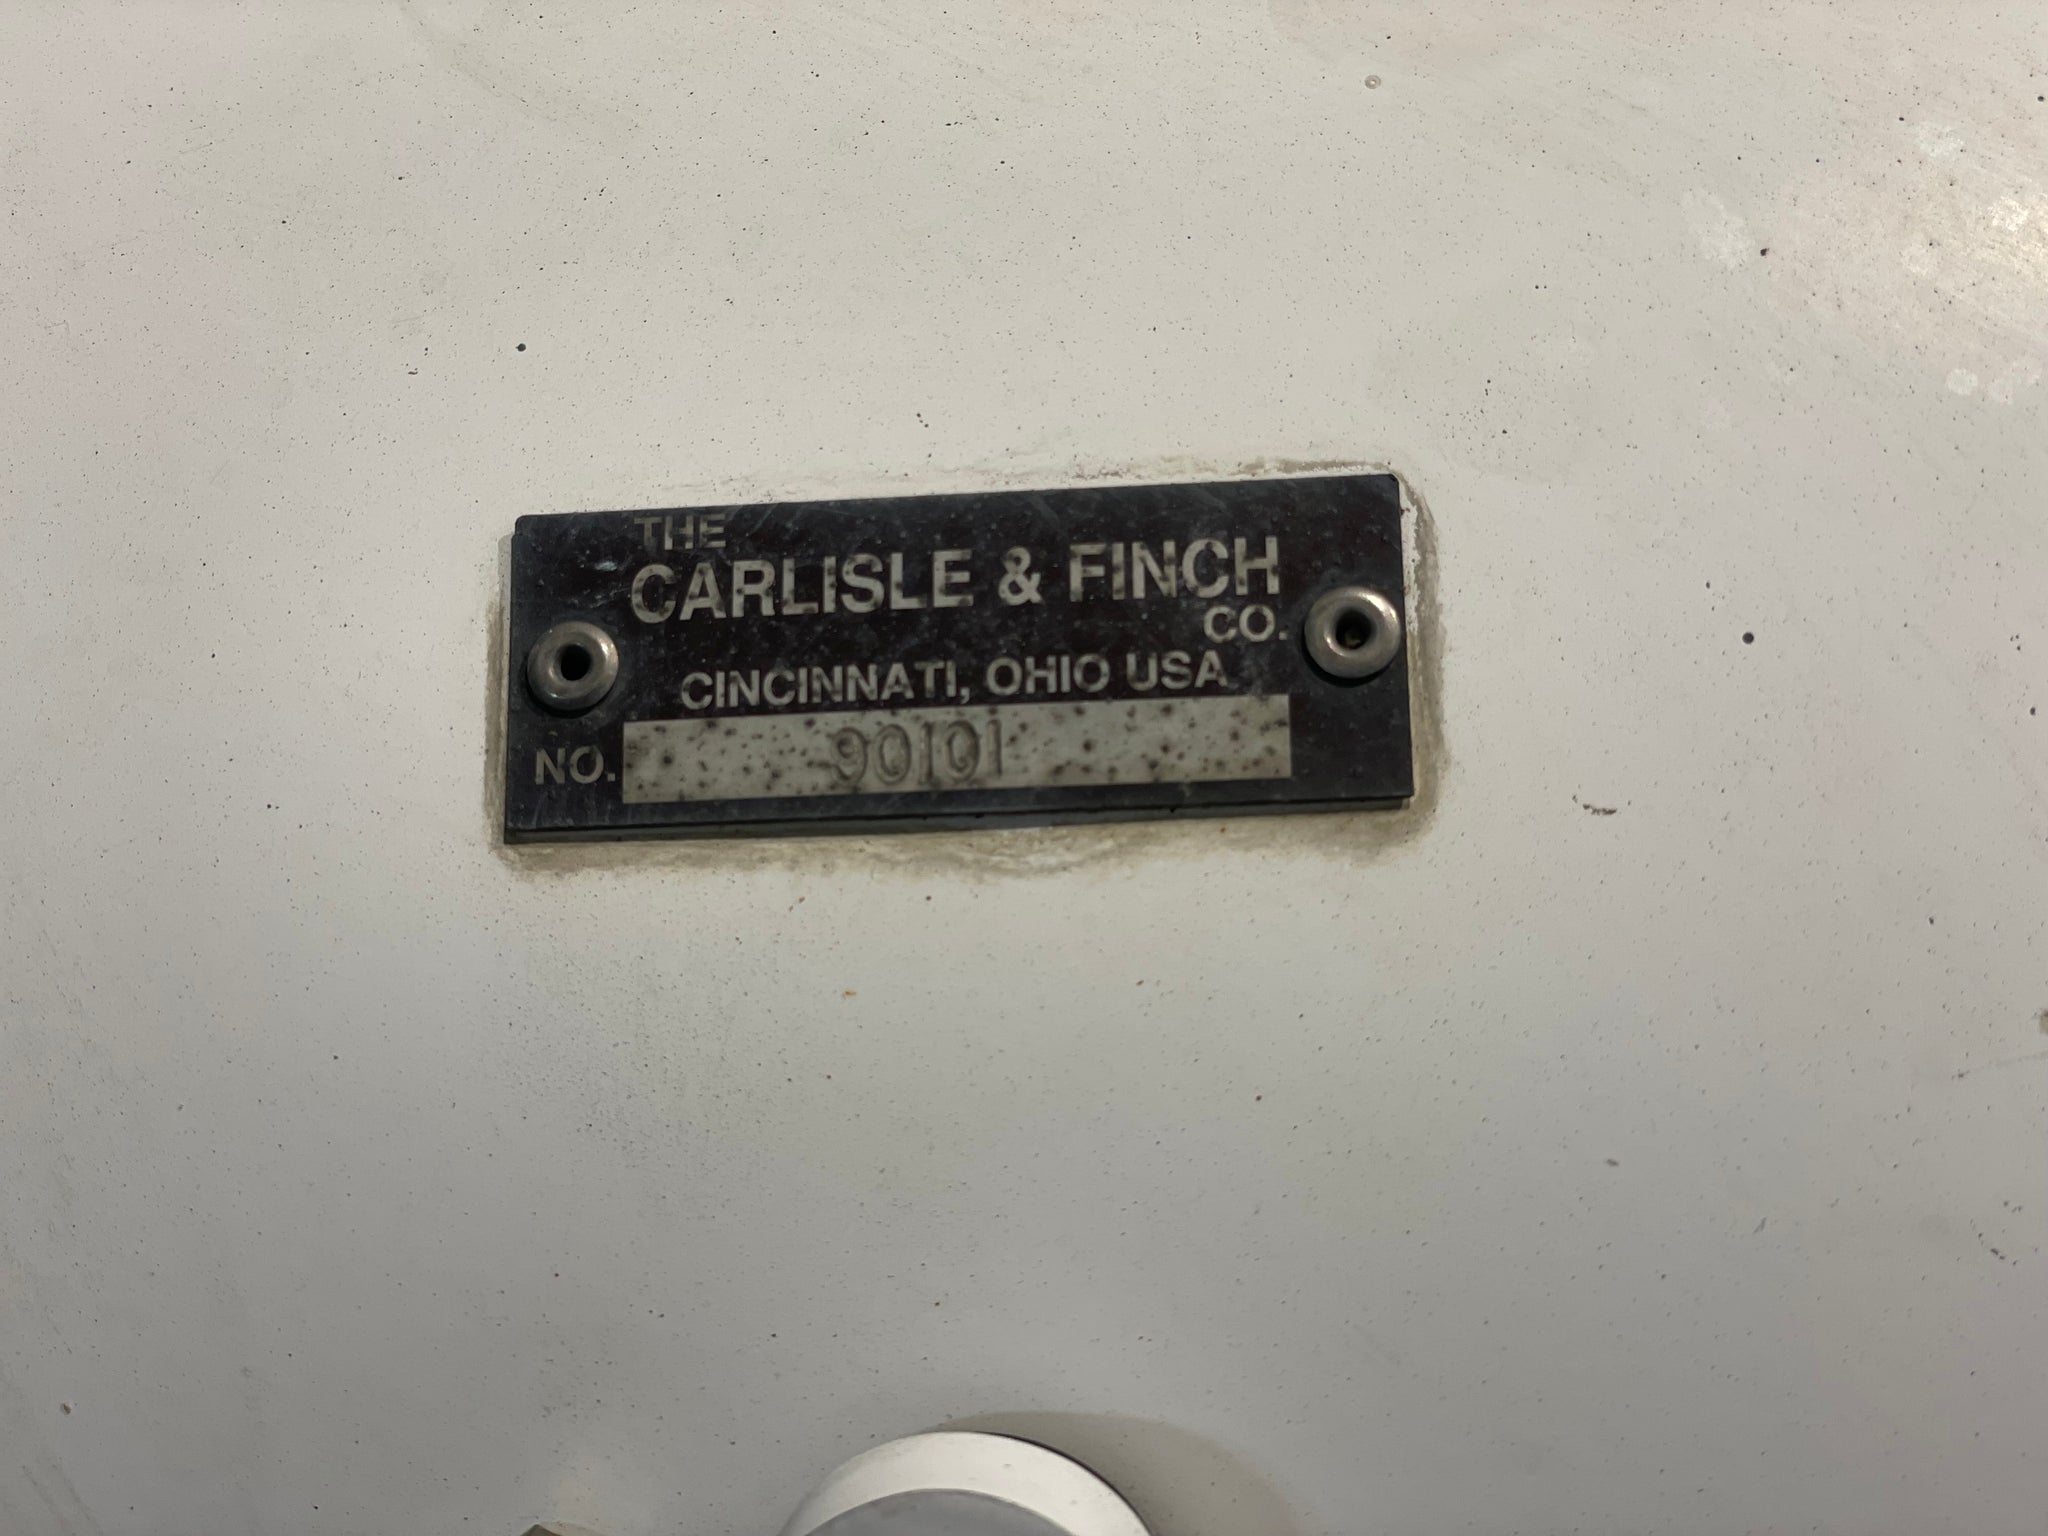 THE
CARLISLE & FINCH
CO.
CINCINNATI, OHIO USA
NO. 90101